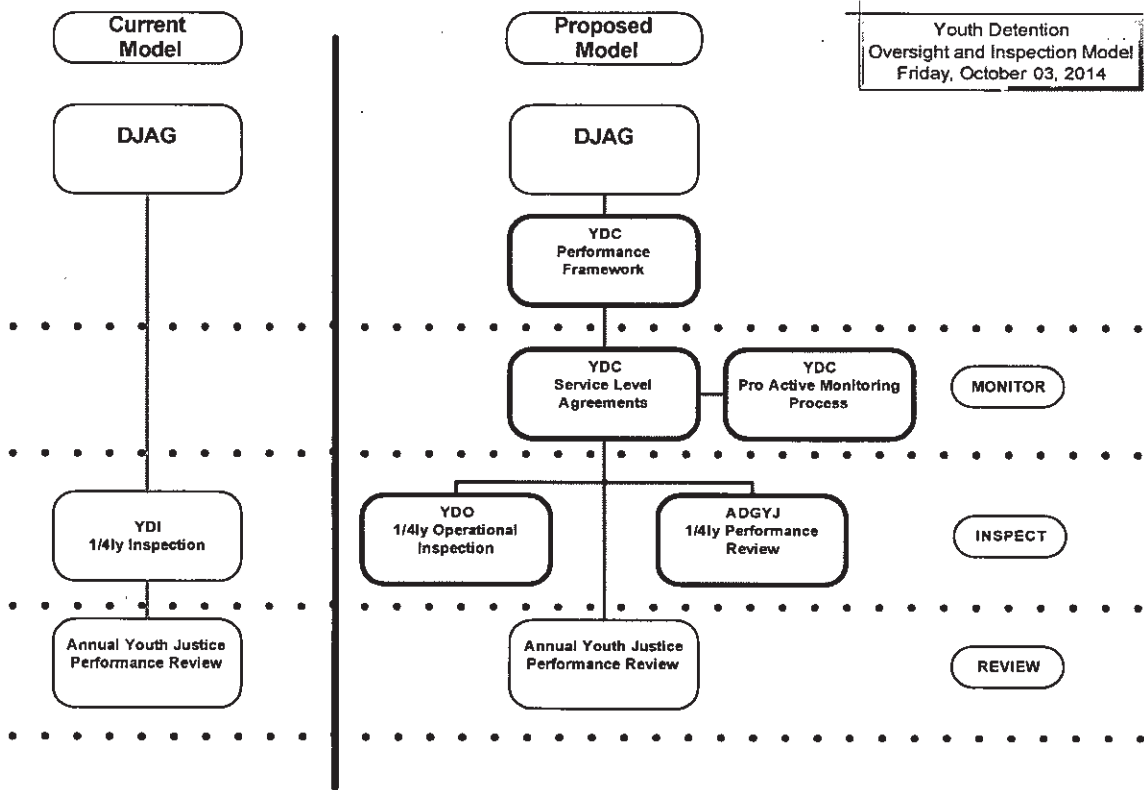 Current
Model
Proposed
Model
Youth Detention
Oversight and Inspection Model
Friday, October 03, 2014
DJAG
DJAG
YDC
Performance
Framework
YDC
Service Level
Agreements
YDC
Pro Active Monitoring
Process
MONITOR
YDI
1/4ly Inspection
YDO
1/4ly Operational
Inspection
ADGYJ
1/4ly Performance
Review
INSPECT
Annual Youth Justice
Performance Review
Annual Youth Justice
Performance Review
REVIEW